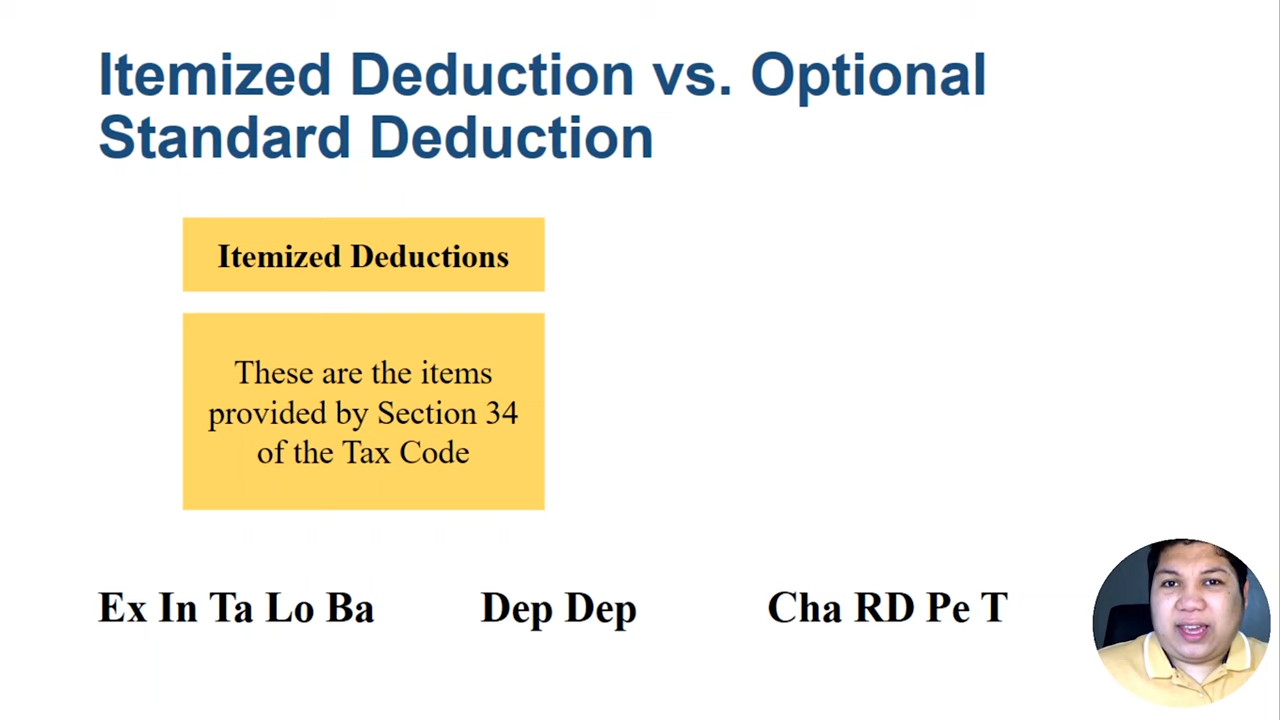 Itemized Deduction vs. Optional
Standard Deduction
Itemized Deductions
These are the items
provided by Section 34
of the Tax Code
Ex In Ta Lo Ba Dep Dep Cha RD Pe T